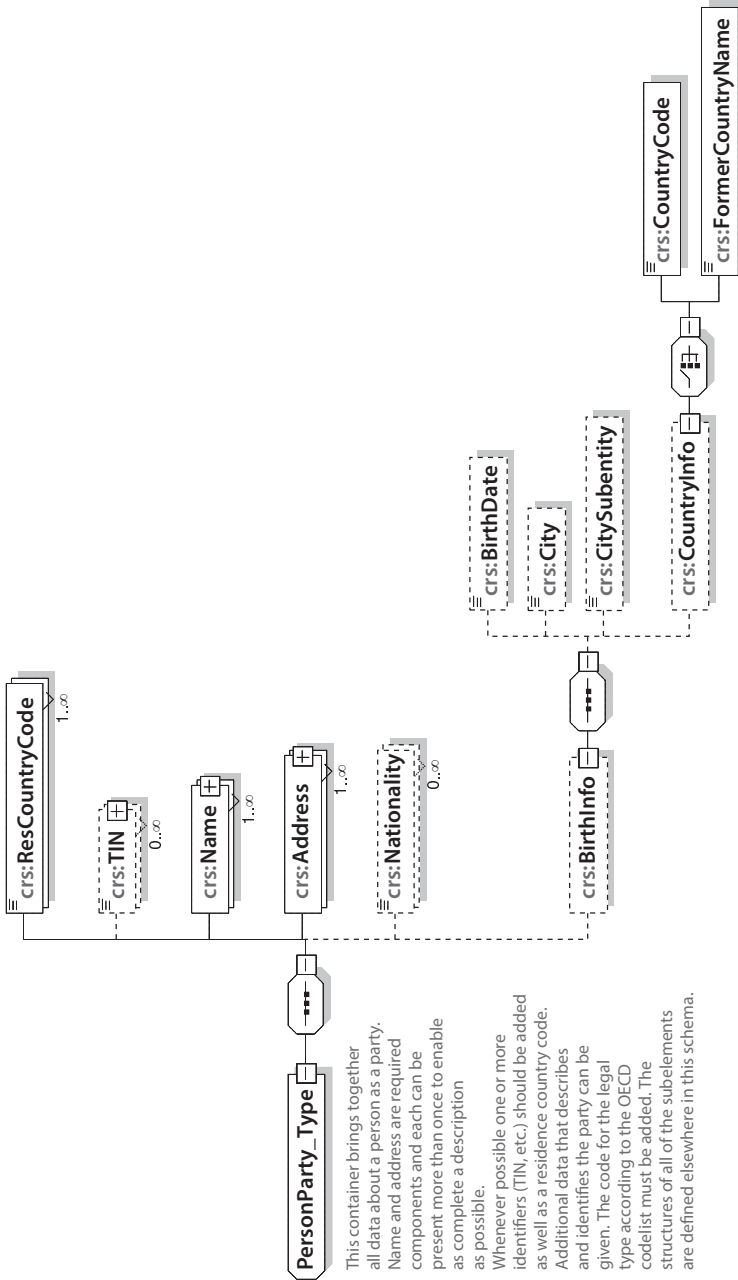 PersonParty_Type
This container brings together
all data about a person as a party.
Name and address are required
components and each can be
present more than once to enable
as complete a description
as possible.
Whenever possible one or more
identifiers (TIN, etc.) should be added
as well as a residence country code.
Additional data that describes
and identifies the party can be
given. The code for the legal
type according to the OECD
codelist must be added. The
structures of all of the subelements
are defined elsewhere in this schema.
crs:ResCountryCode
1..∞
crs:TIN
0..∞
crs:Name
1..∞
crs:Address
1..∞
crs:Nationality
0..∞
crs:BirthInfo
crs:BirthDate
crs:City
crs:CitySubentity
crs:CountryInfo
crs:CountryCode
crs:FormerCountryName